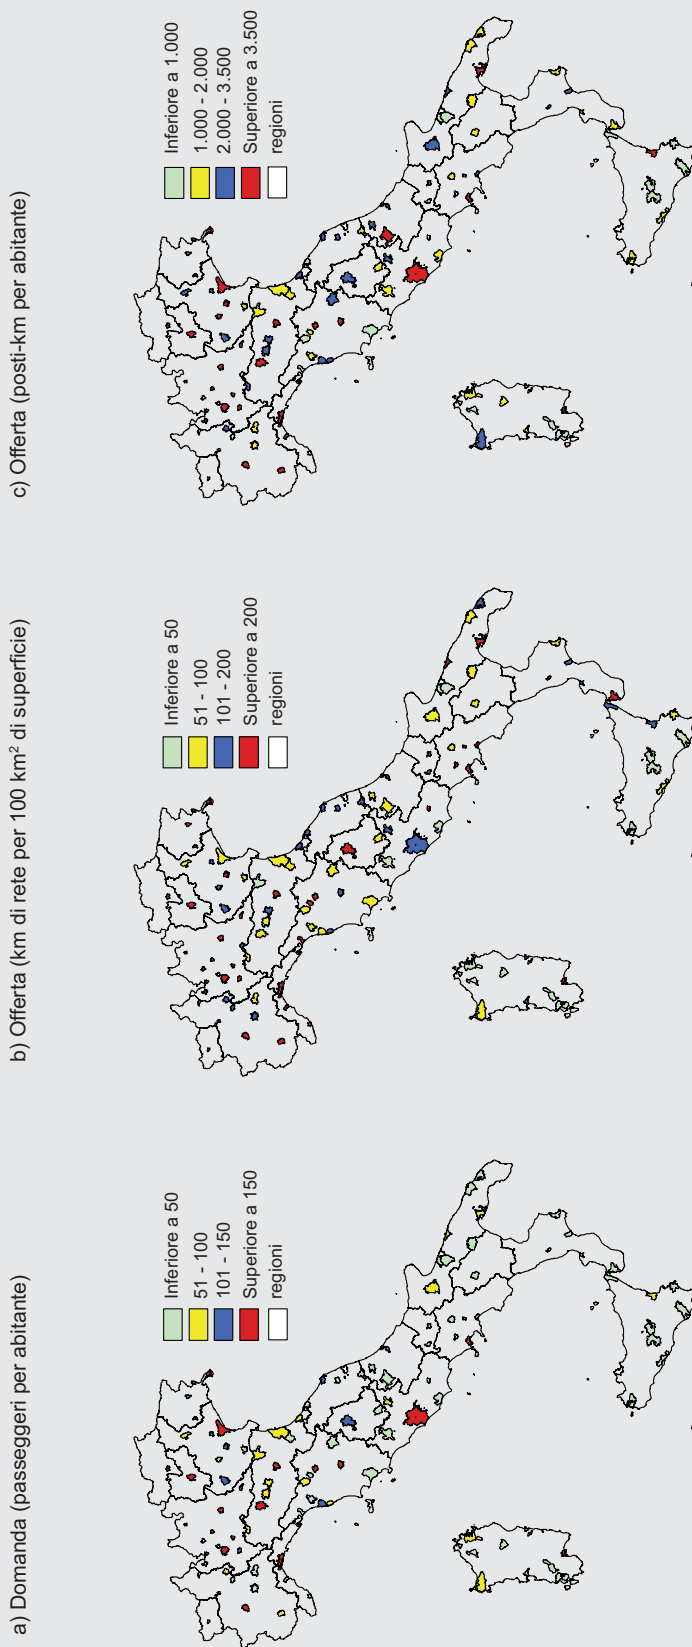 a) Domanda (passeggeri per abitante)
Inferiore a 50
51 - 100
101 - 150
Superiore a 150
regioni
b) Offerta (km di rete per 100 km² di superficie)
Inferiore a 50
51 - 100
101 - 200
Superiore a 200
regioni
c) Offerta (posti-km per abitante)
Inferiore a 1.000
1.000 - 2.000
2.000 - 3.500
Superiore a 3.500
regioni